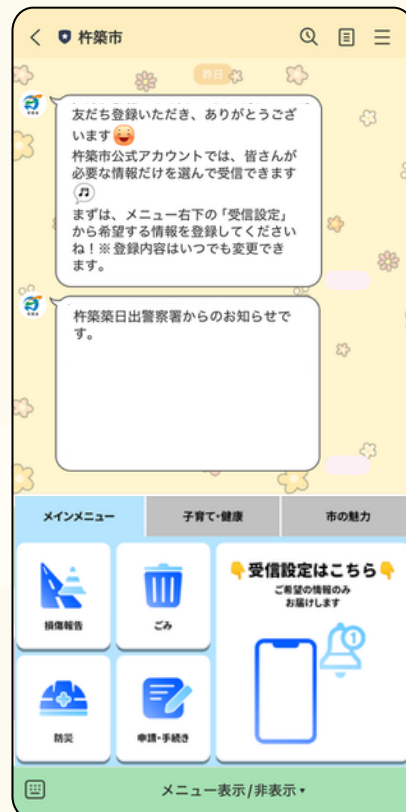 杵築市
昨日
友だち登録いただき、ありがとうござ
います
杵築市公式アカウントでは、皆さんが
必要な情報だけを選んで受信できます
まずは、メニュー右下の「受信設定」
から希望する情報を登録してください
ね！※登録内容はいつでも変更でき
ます。
杵築築日出警察署からのお知らせで
す。
メインメニュー
子育て・健康
市の魅力
損傷報告
ごみ
受信設定はこちら
ご希望の情報のみ
お届けします
1
防災
申請・手続き
メニュー表示/非表示▼